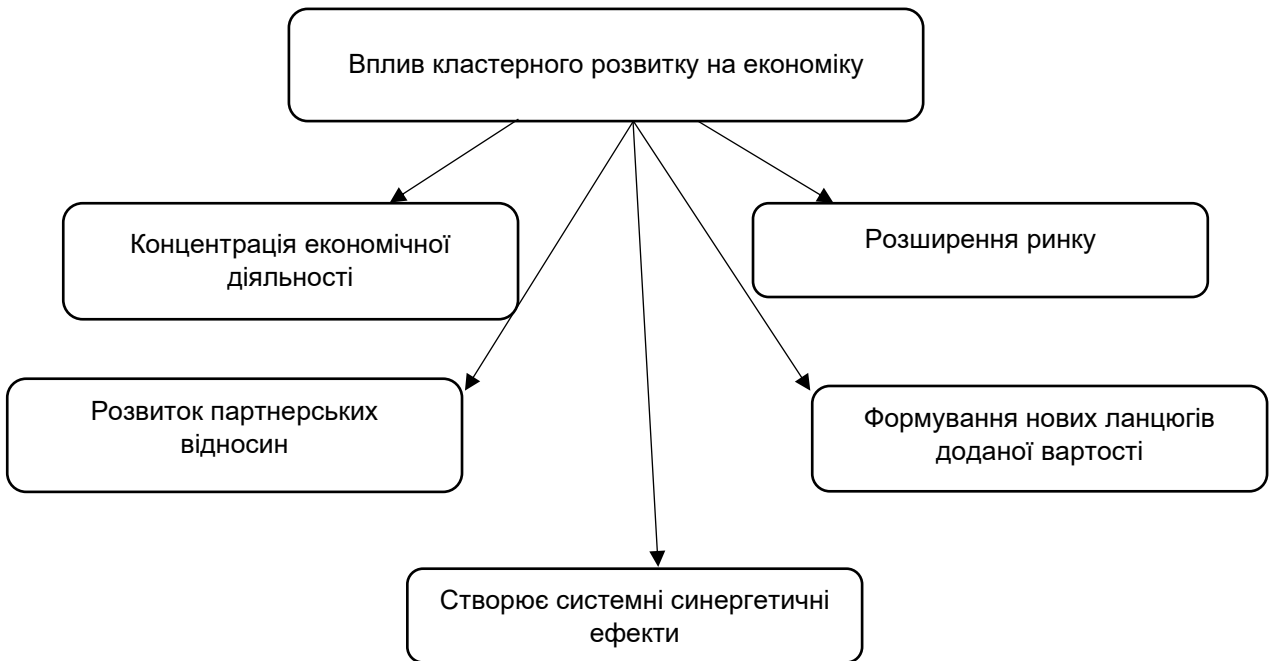 Вплив кластерного розвитку на економіку
Концентрація економічної
діяльності
Розширення ринку
Розвиток партнерських
відносин
Формування нових ланцюгів
доданої вартості
Створює системні синергетичні
ефекти